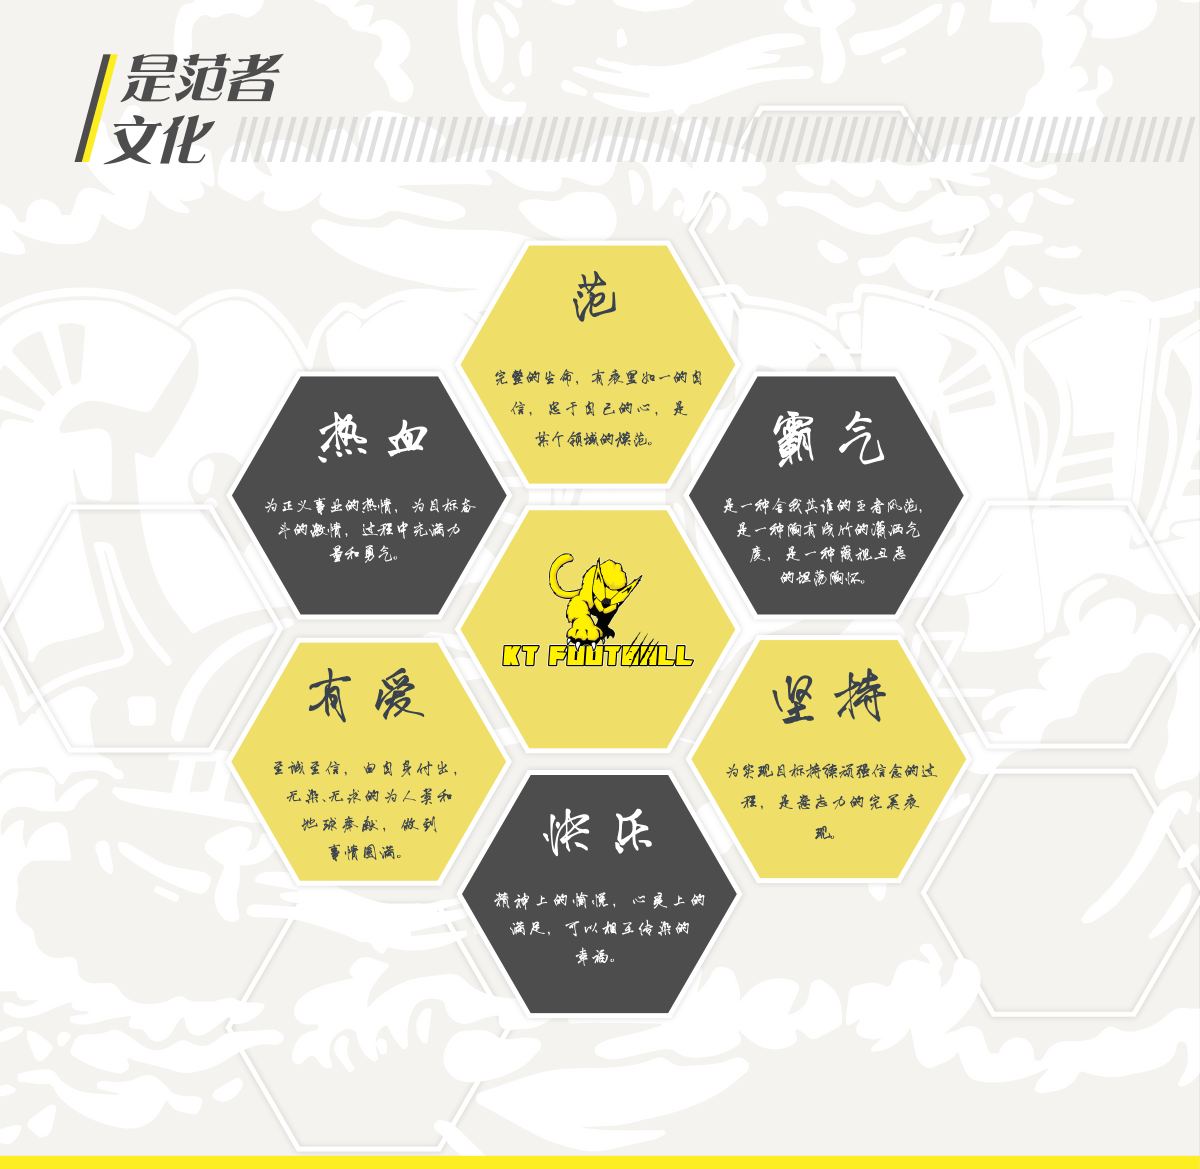 是范者
文化
范
完整的生命，有表里如一的自
信，忠于自己的心，是
某个领域的模范。
热血
为正义事业的热情，为目标奋
斗的激情，过程中充满力
量和勇气。
霸气
是一种舍我其谁的王者风范，
是一种胸有成竹的潇洒气
度，是一种藐视丑恶
的坦荡胸怀。
KT FOOTBALL
有爱
至诚至信，由自身付出，
无染、无求的为人类和
地球奉献，做到
事情圆满。
坚持
为实现目标持续顽强信念的过
程，是意志力的完美表
现。
快乐
精神上的愉悦，心灵上的
满足，可以相互传染的
幸福。